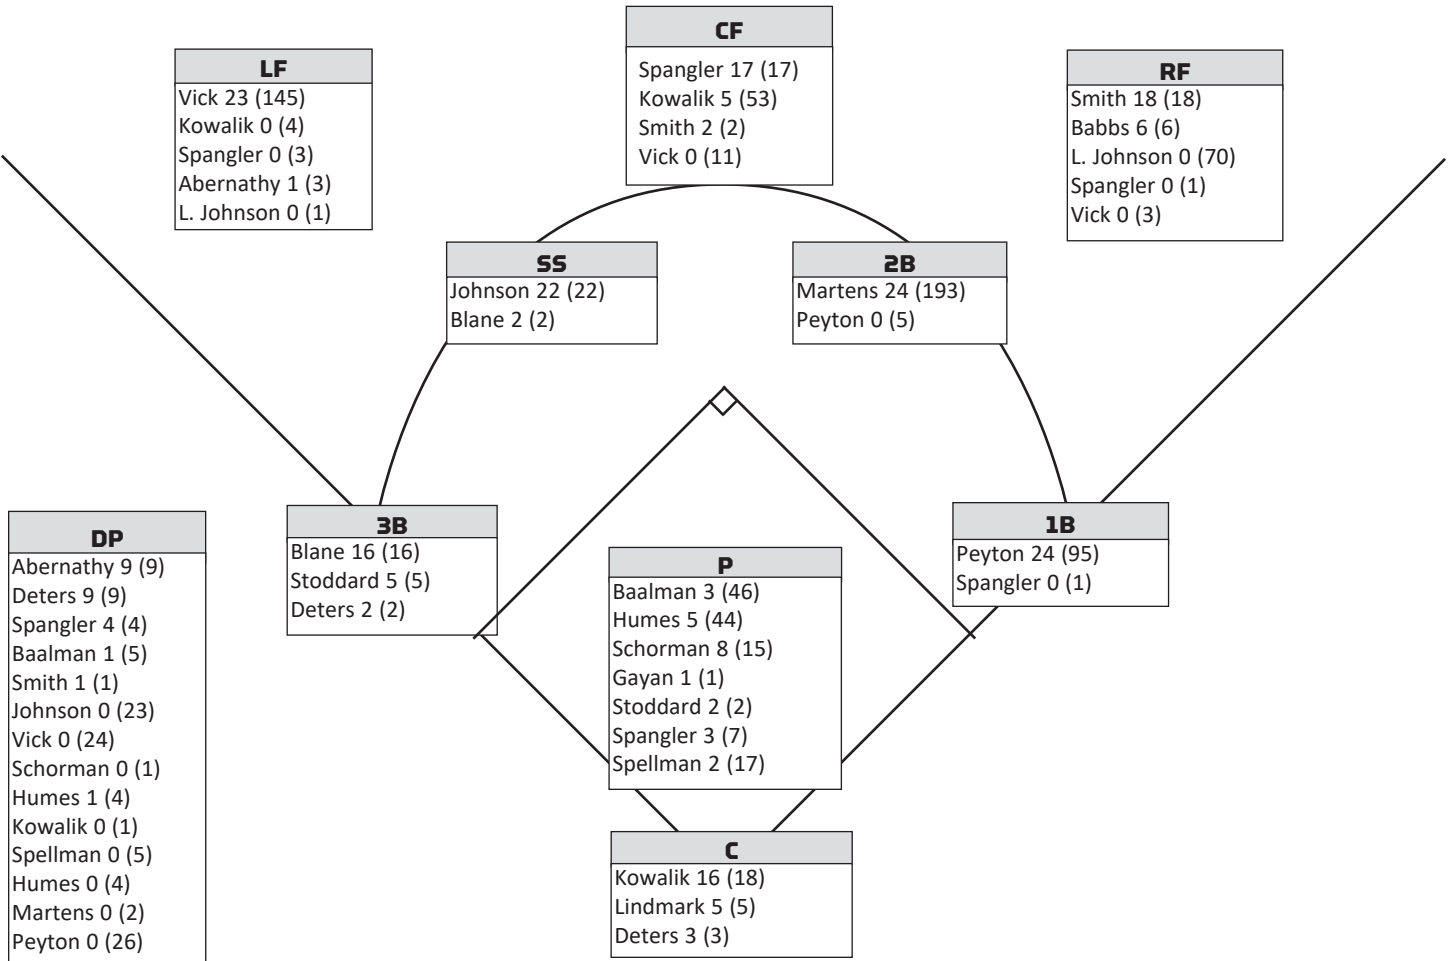 CF
Spangler 17 (17)
Kowalik 5 (53)
Smith 2 (2)
Vick 0 (11)
LF
Vick 23 (145)
Kowalik 0 (4)
Spangler 0 (3)
Abernathy 1 (3)
L. Johnson 0 (1)
RF
Smith 18 (18)
Babbs 6 (6)
L. Johnson 0 (70)
Spangler 0 (1)
Vick 0 (3)
SS
Johnson 22 (22)
Blane 2 (2)
2B
Martens 24 (193)
Peyton 0 (5)
3B
Blane 16 (16)
Stoddard 5 (5)
Deters 2 (2)
1B
Peyton 24 (95)
Spangler 0 (1)
DP
Abernathy 9 (9)
Deters 9 (9)
Spangler 4 (4)
Baalman 1 (5)
Smith 1 (1)
Johnson 0 (23)
Vick 0 (24)
Schorman 0 (1)
Humes 1 (4)
Kowalik 0 (1)
Spellman 0 (5)
Humes 0 (4)
Martens 0 (2)
Peyton 0 (26)
P
Baalman 3 (46)
Humes 5 (44)
Schorman 8 (15)
Gayan 1 (1)
Stoddard 2 (2)
Spangler 3 (7)
Spellman 2 (17)
C
Kowalik 16 (18)
Lindmark 5 (5)
Deters 3 (3)